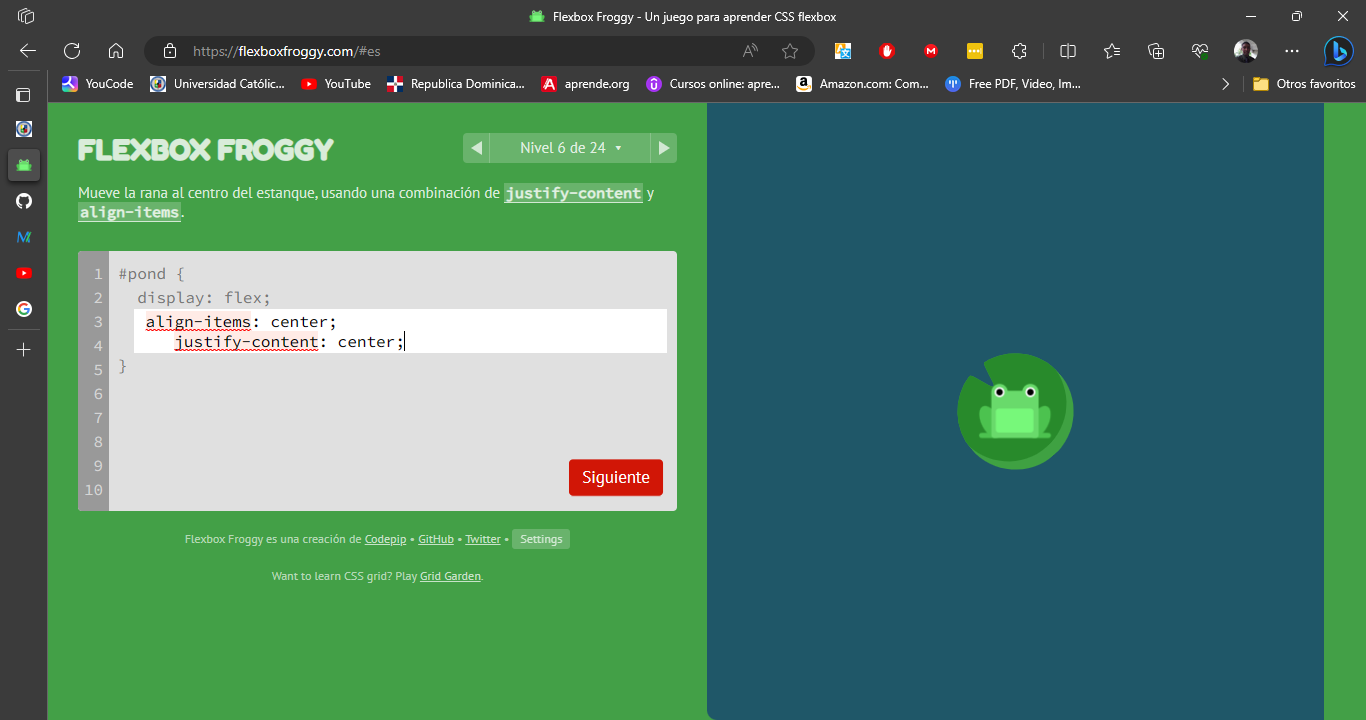 Flexbox Froggy - Un juego para aprender CSS flexbox
https://flexboxfroggy.com/#es
YouCode
Universidad Católic...
YouTube
Republica Dominica...
aprende.org
Cursos online: apre...
Amazon.com: Com...
Free PDF, Video, Im...
Otros favoritos
FLEXBOX FROGGY
Nivel 6 de 24
Mueve la rana al centro del estanque, usando una combinación de justify-content y
align-items.
1 #pond {
2 display: flex;
3 align-items: center;
4 justify-content: center;
5 }
6
7
8
9
10
Siguiente
Flexbox Froggy es una creación de Codepip • GitHub • Twitter • Settings
Want to learn CSS grid? Play Grid Garden.